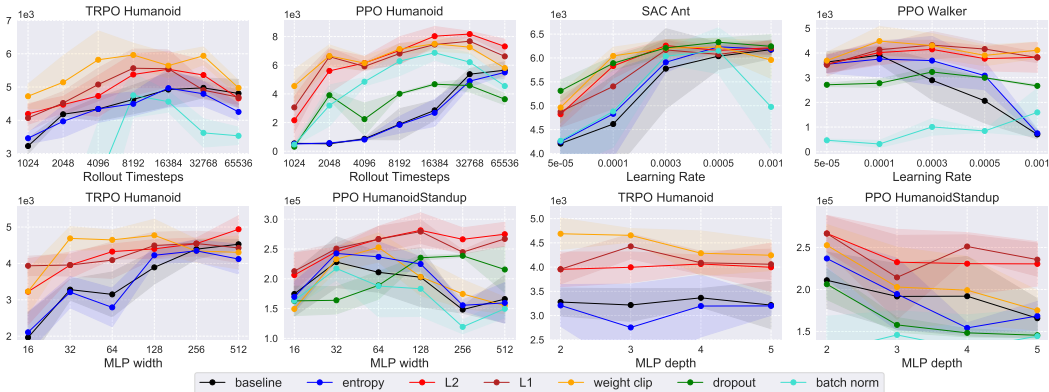 TRPO Humanoid
1e3
7
6
5
4
3
1024 2048 4096 8192 16384 32768 65536
Rollout Timesteps
PPO Humanoid
1e3
8
6
4
2
0
1024 2048 4096 8192 16384 32768 65536
Rollout Timesteps
SAC Ant
1e3
6.5
6.0
5.5
5.0
4.5
4.0
5e-05 0.0001 0.0003 0.0005 0.001
Learning Rate
PPO Walker
1e3
5
4
3
2
1
0
5e-05 0.0001 0.0003 0.0005 0.001
Learning Rate
TRPO Humanoid
1e3
5
4
3
2
16 32 64 128 256 512
MLP width
PPO HumanoidStandup
1e5
3.0
2.5
2.0
1.5
1.0
16 32 64 128 256 512
MLP width
TRPO Humanoid
1e3
5.0
4.5
4.0
3.5
3.0
2.5
2 3 4 5
MLP depth
PPO HumanoidStandup
1e5
2.5
2.0
1.5
2 3 4 5
MLP depth
baseline entropy L2 L1 weight clip dropout batch norm